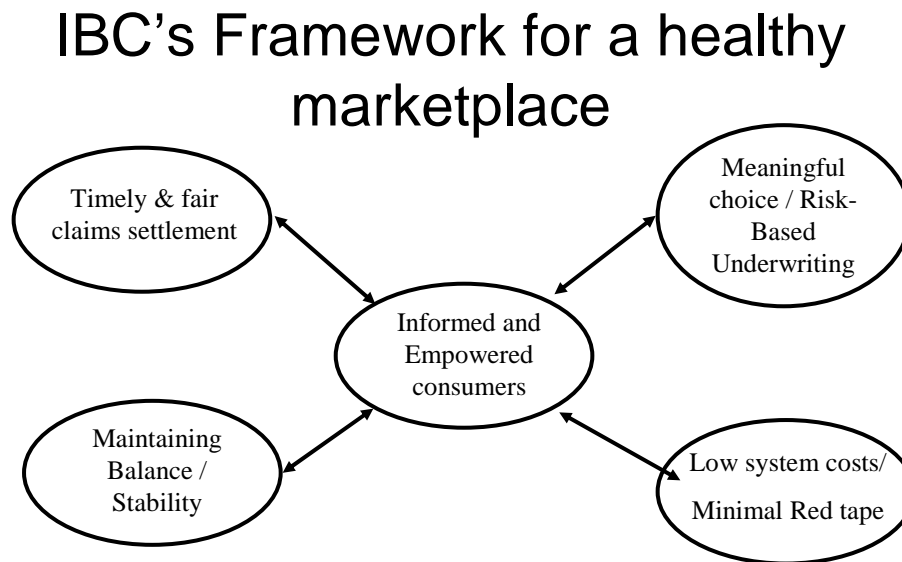 IBC’s Framework for a healthy
marketplace
Timely & fair
claims settlement
Meaningful
choice / Risk-
Based
Underwriting
Informed and
Empowered
consumers
Maintaining
Balance /
Stability
Low system costs/
Minimal Red tape